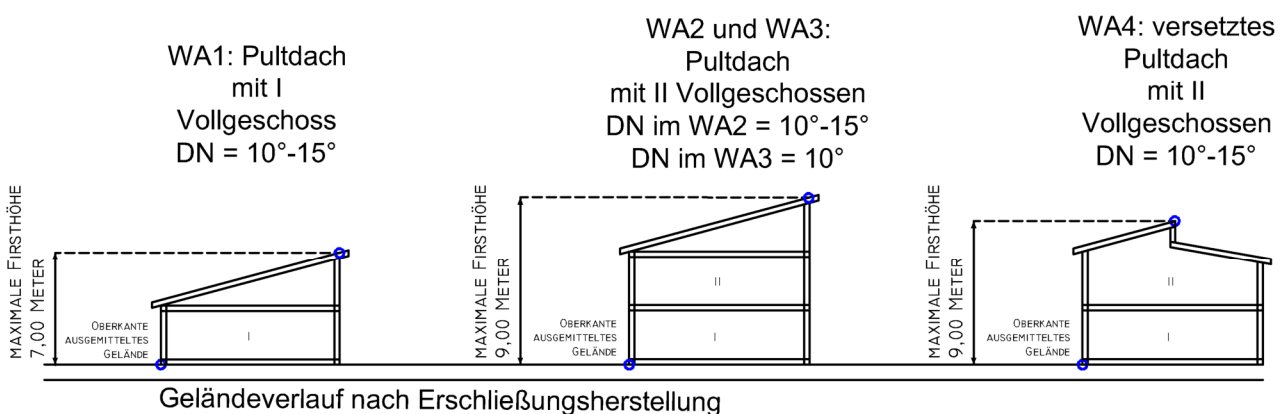 WA1: Pultdach
mit I
Vollgeschoss
DN = 10°-15°
WA2 und WA3:
Pultdach
mit II Vollgeschossen
DN im WA2 = 10°-15°
DN im WA3 = 10°
WA4: versetztes
Pultdach
mit II
Vollgeschossen
DN = 10°-15°
MAXIMALE FIRSTHÖHE
7,00 METER
OBERKANTE
AUSGEMITTELTES
GELÄNDE
I
MAXIMALE FIRSTHÖHE
9,00 METER
OBERKANTE
AUSGEMITTELTES
GELÄNDE
II
I
MAXIMALE FIRSTHÖHE
9,00 METER
OBERKANTE
AUSGEMITTELTES
GELÄNDE
II
I
Geländeverlauf nach Erschließungsherstellung